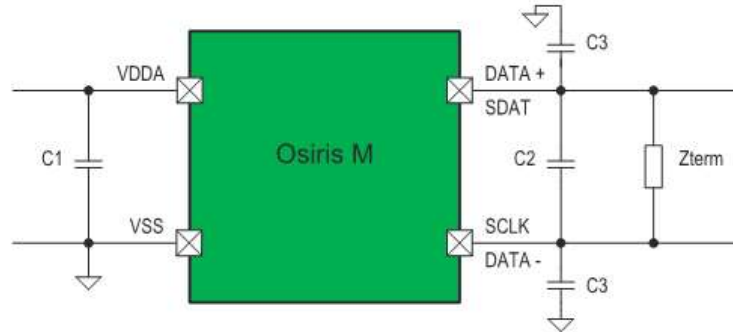 C3
VDDA
DATA +
SDAT
C1
Osiris M
C2
Zterm
VSS
SCLK
DATA -
C3